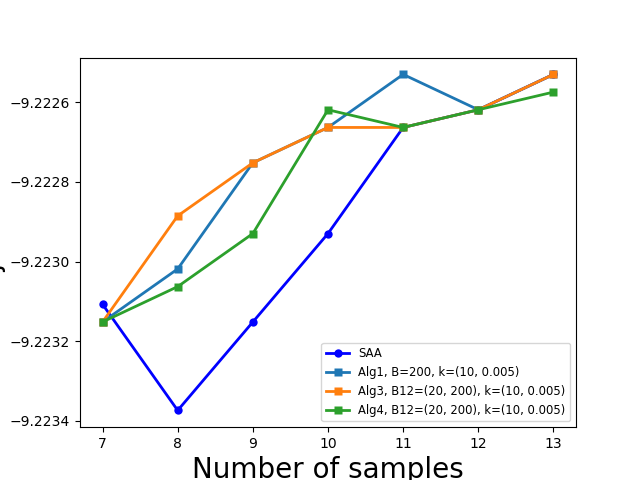 −9.2226
−9.2228
−9.2230
−9.2232
−9.2234
SAA
Alg1, B=200, k=(10, 0.005)
Alg3, B12=(20, 200), k=(10, 0.005)
Alg4, B12=(20, 200), k=(10, 0.005)
7 8 9 10 11 12 13
Number of samples